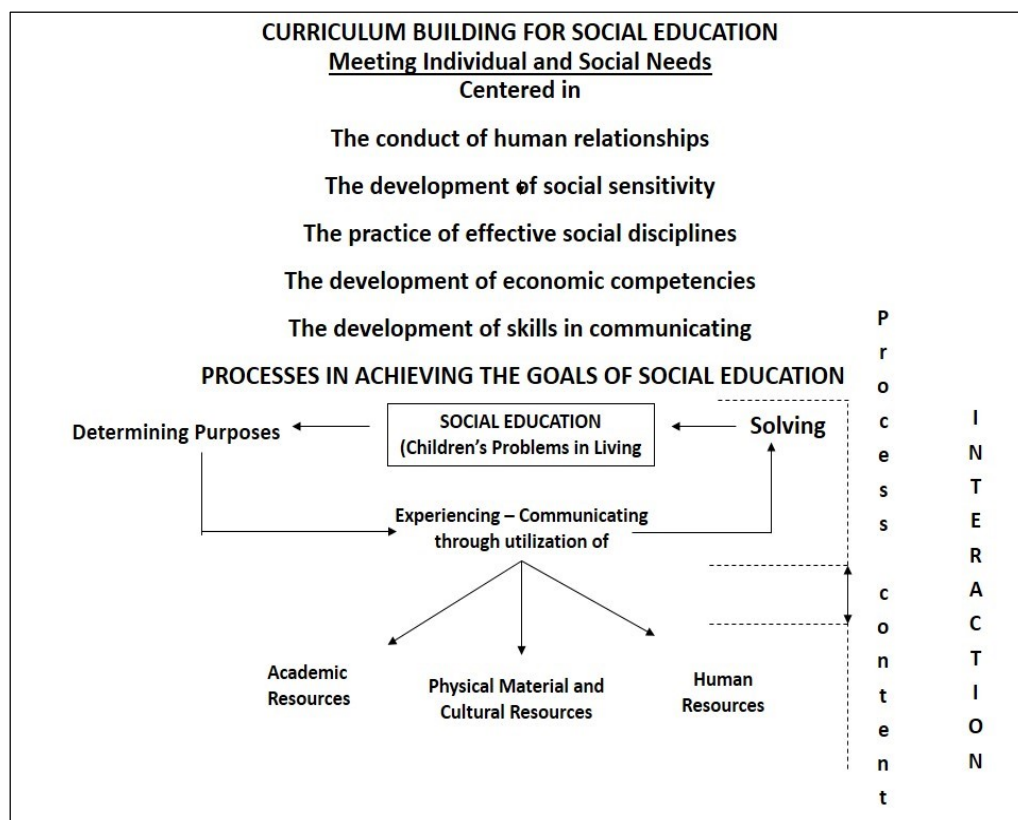 CURRICULUM BUILDING FOR SOCIAL EDUCATION
Meeting Individual and Social Needs
Centered in
The conduct of human relationships
The development of social sensitivity
The practice of effective social disciplines
The development of economic competencies
The development of skills in communicating
PROCESSES IN ACHIEVING THE GOALS OF SOCIAL EDUCATION
Determining Purposes
SOCIAL EDUCATION
(Children’s Problems in Living
Solving
Experiencing – Communicating
through utilization of
Academic
Resources
Physical Material and
Cultural Resources
Human
Resources
Process content
INTERACTION